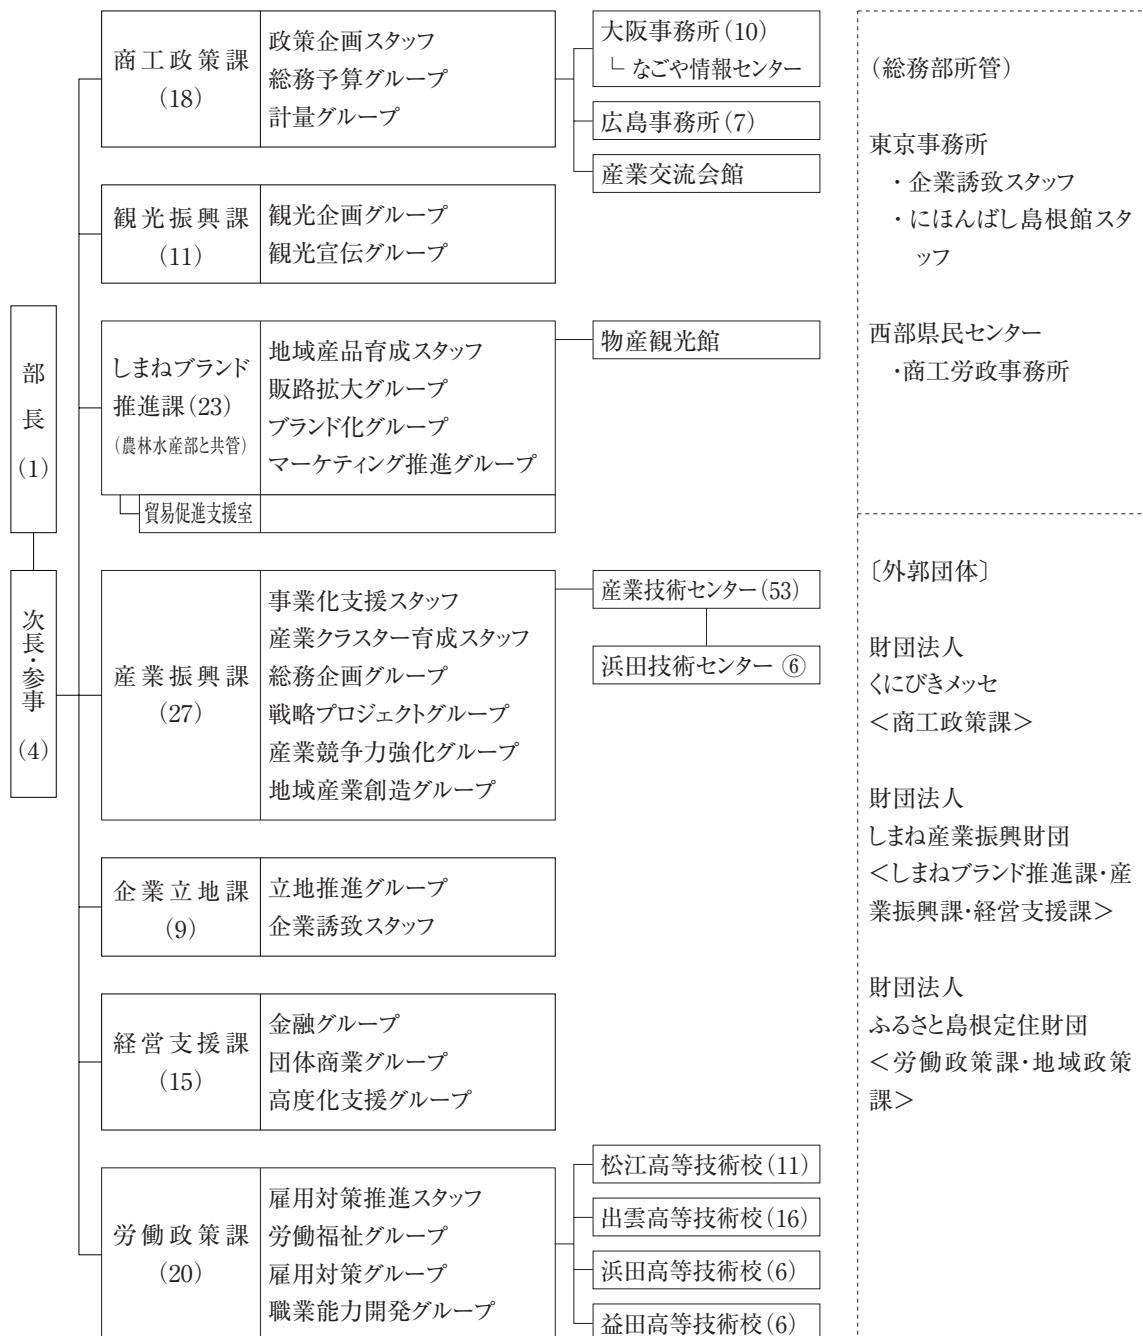 部長
(1)
次長・参事
(4)
商工政策課
(18)
政策企画スタッフ
総務予算グループ
計量グループ
大阪事務所(10)
└ なごや情報センター
広島事務所(7)
産業交流会館
観光振興課
(11)
観光企画グループ
観光宣伝グループ
しまねブランド
推進課(23)
(農林水産部と共管)
地域産品育成スタッフ
販路拡大グループ
ブランド化グループ
マーケティング推進グループ
貿易促進支援室
物産観光館
産業振興課
(27)
事業化支援スタッフ
産業クラスター育成スタッフ
総務企画グループ
戦略プロジェクトグループ
産業競争力強化グループ
地域産業創造グループ
産業技術センター(53)
浜田技術センター ⑥
企業立地課
(9)
立地推進グループ
企業誘致スタッフ
経営支援課
(15)
金融グループ
団体商業グループ
高度化支援グループ
労働政策課
(20)
雇用対策推進スタッフ
労働福祉グループ
雇用対策グループ
職業能力開発グループ
松江高等技術校(11)
出雲高等技術校(16)
浜田高等技術校(6)
益田高等技術校(6)
(総務部所管)
東京事務所
・企業誘致スタッフ
・にほんばし島根館スタ
ッフ
西部県民センター
・商工労政事務所
〔外郭団体〕
財団法人
くにびきメッセ
<商工政策課>
財団法人
しまね産業振興財団
<しまねブランド推進課・産
業振興課・経営支援課>
財団法人
ふるさと島根定住財団
<労働政策課・地域政策
課>